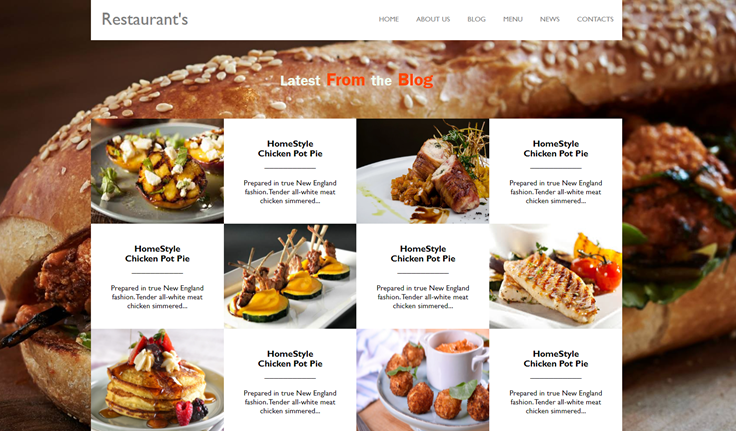 Restaurant's
HOME ABOUT US BLOG MENU NEWS CONTACTS
Latest From the Blog
HomeStyle
Chicken Pot Pie
Prepared in true New England
fashion. Tender all-white meat
chicken simmered...
HomeStyle
Chicken Pot Pie
Prepared in true New England
fashion. Tender all-white meat
chicken simmered...
HomeStyle
Chicken Pot Pie
Prepared in true New England
fashion. Tender all-white meat
chicken simmered...
HomeStyle
Chicken Pot Pie
Prepared in true New England
fashion. Tender all-white meat
chicken simmered...
HomeStyle
Chicken Pot Pie
Prepared in true New England
fashion. Tender all-white meat
chicken simmered...
HomeStyle
Chicken Pot Pie
Prepared in true New England
fashion. Tender all-white meat
chicken simmered...